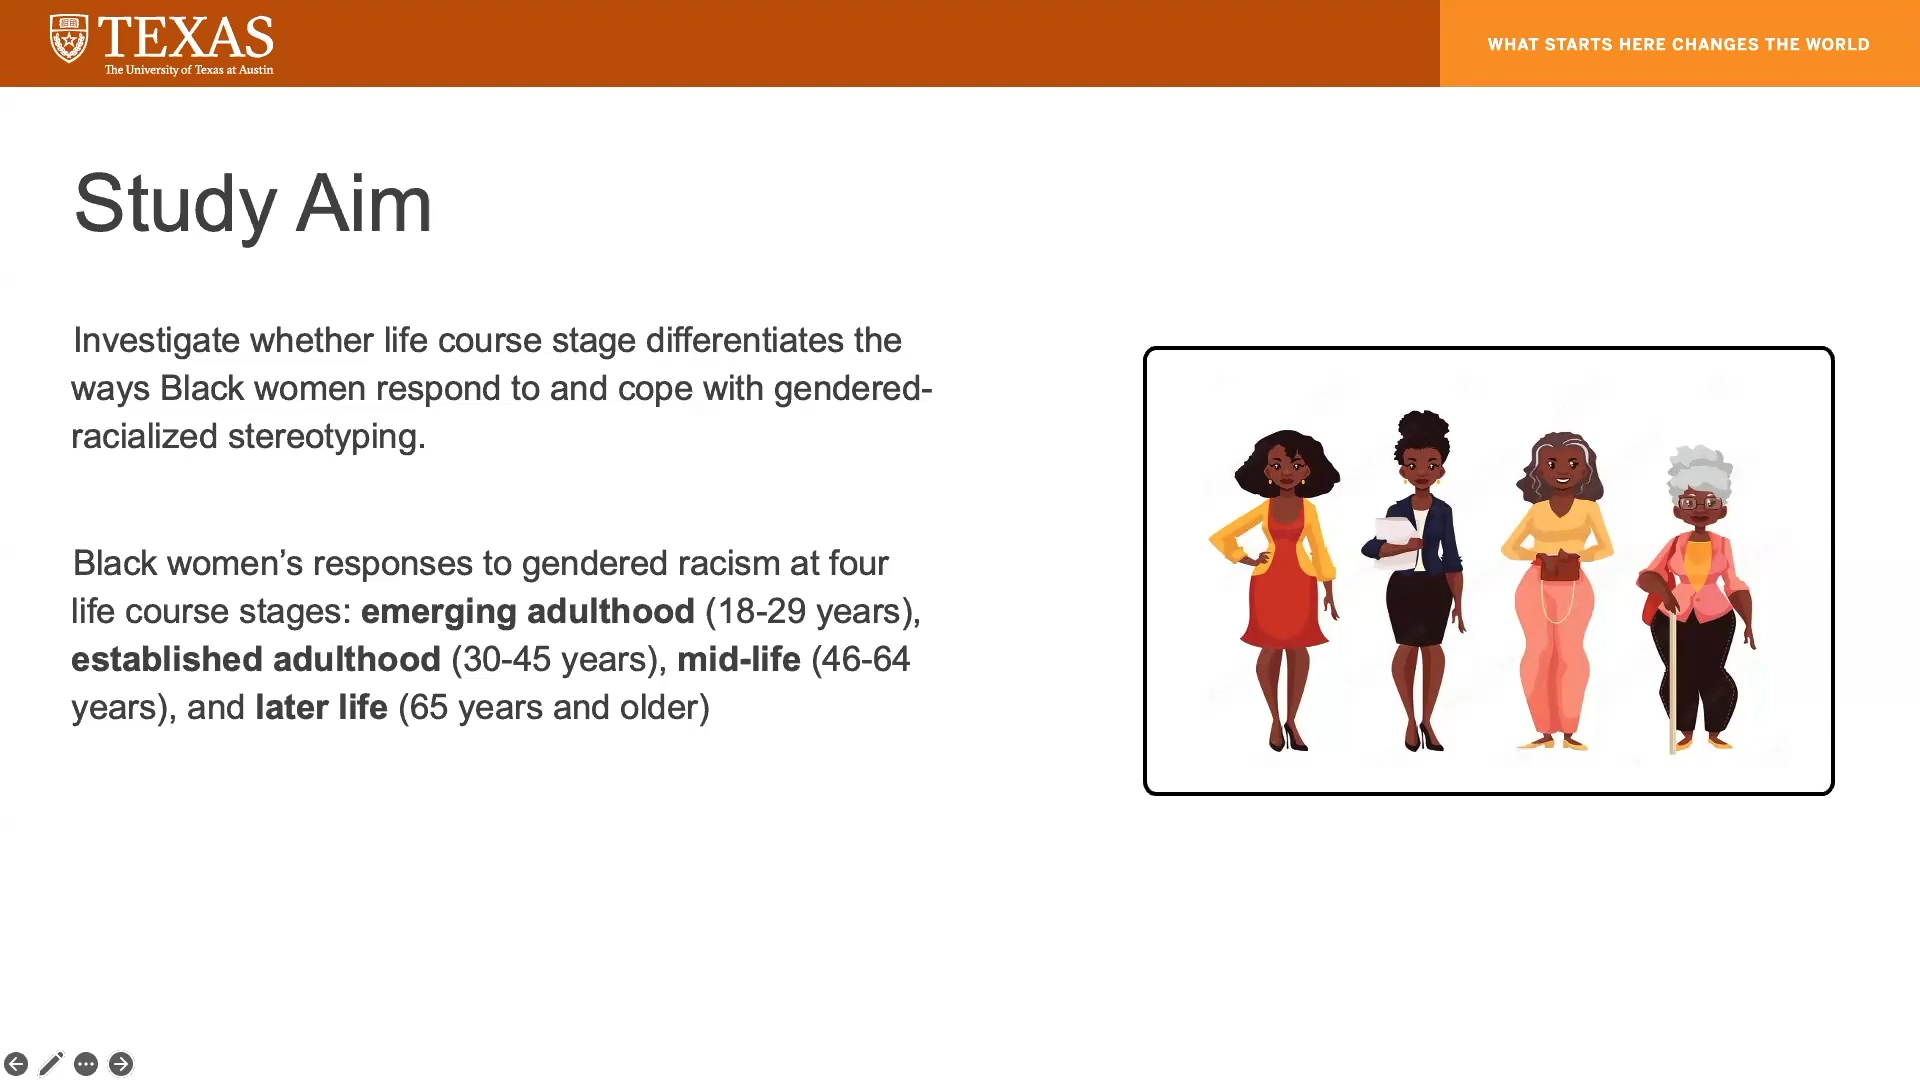 TEXAS
The University of Texas at Austin
WHAT STARTS HERE CHANGES THE WORLD
Study Aim
Investigate whether life course stage differentiates the
ways Black women respond to and cope with gendered-
racialized stereotyping.
Black women’s responses to gendered racism at four
life course stages: emerging adulthood (18-29 years),
established adulthood (30-45 years), mid-life (46-64
years), and later life (65 years and older)